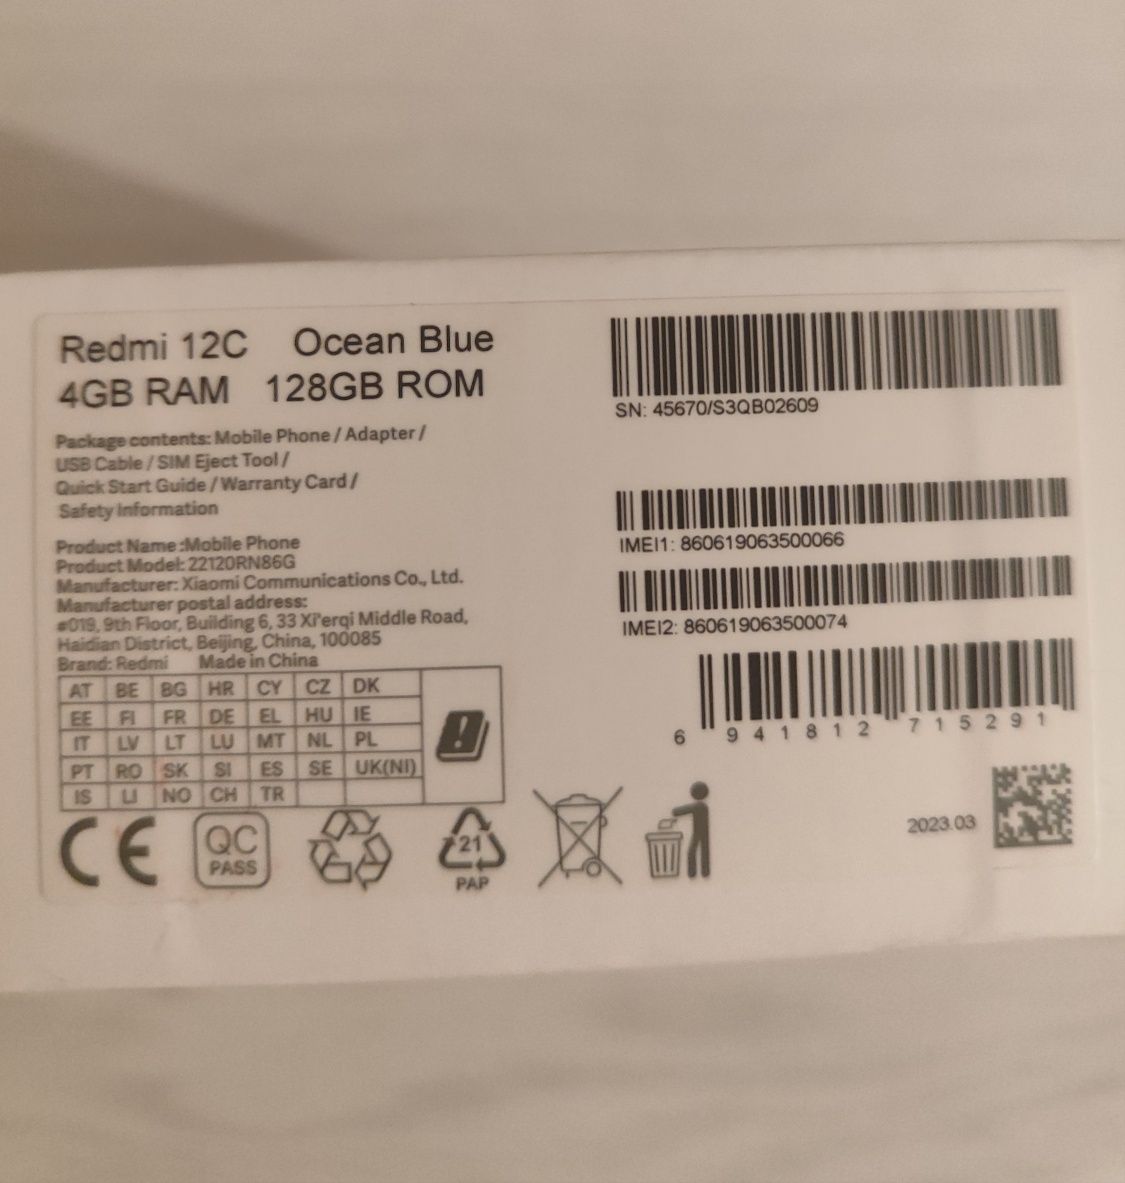 Redmi 12C Ocean Blue
4GB RAM 128GB ROM
Package contents: Mobile Phone / Adapter /
USB Cable / SIM Eject Tool /
Quick Start Guide / Warranty Card /
Safety Information
Product Name :Mobile Phone
Product Model: 22120RN86G
Manufacturer: Xiaomi Communications Co., Ltd.
Manufacturer postal address:
#019, 9th Floor, Building 6, 33 Xi'erqi Middle Road,
Haidian District, Beijing, China, 100085
Brand: Redmi Made in China
AT BE BG HR CY CZ DK
EE FI FR DE EL HU IE
IT LV LT LU MT NL PL
PT RO SK SI ES SE UK(NI)
IS LI NO CH TR
!
CE
QC
PASS
21
PAP
SN: 45670/S3QB02609
IMEI1: 860619063500066
IMEI2: 860619063500074
6 941812 715291
2023.03